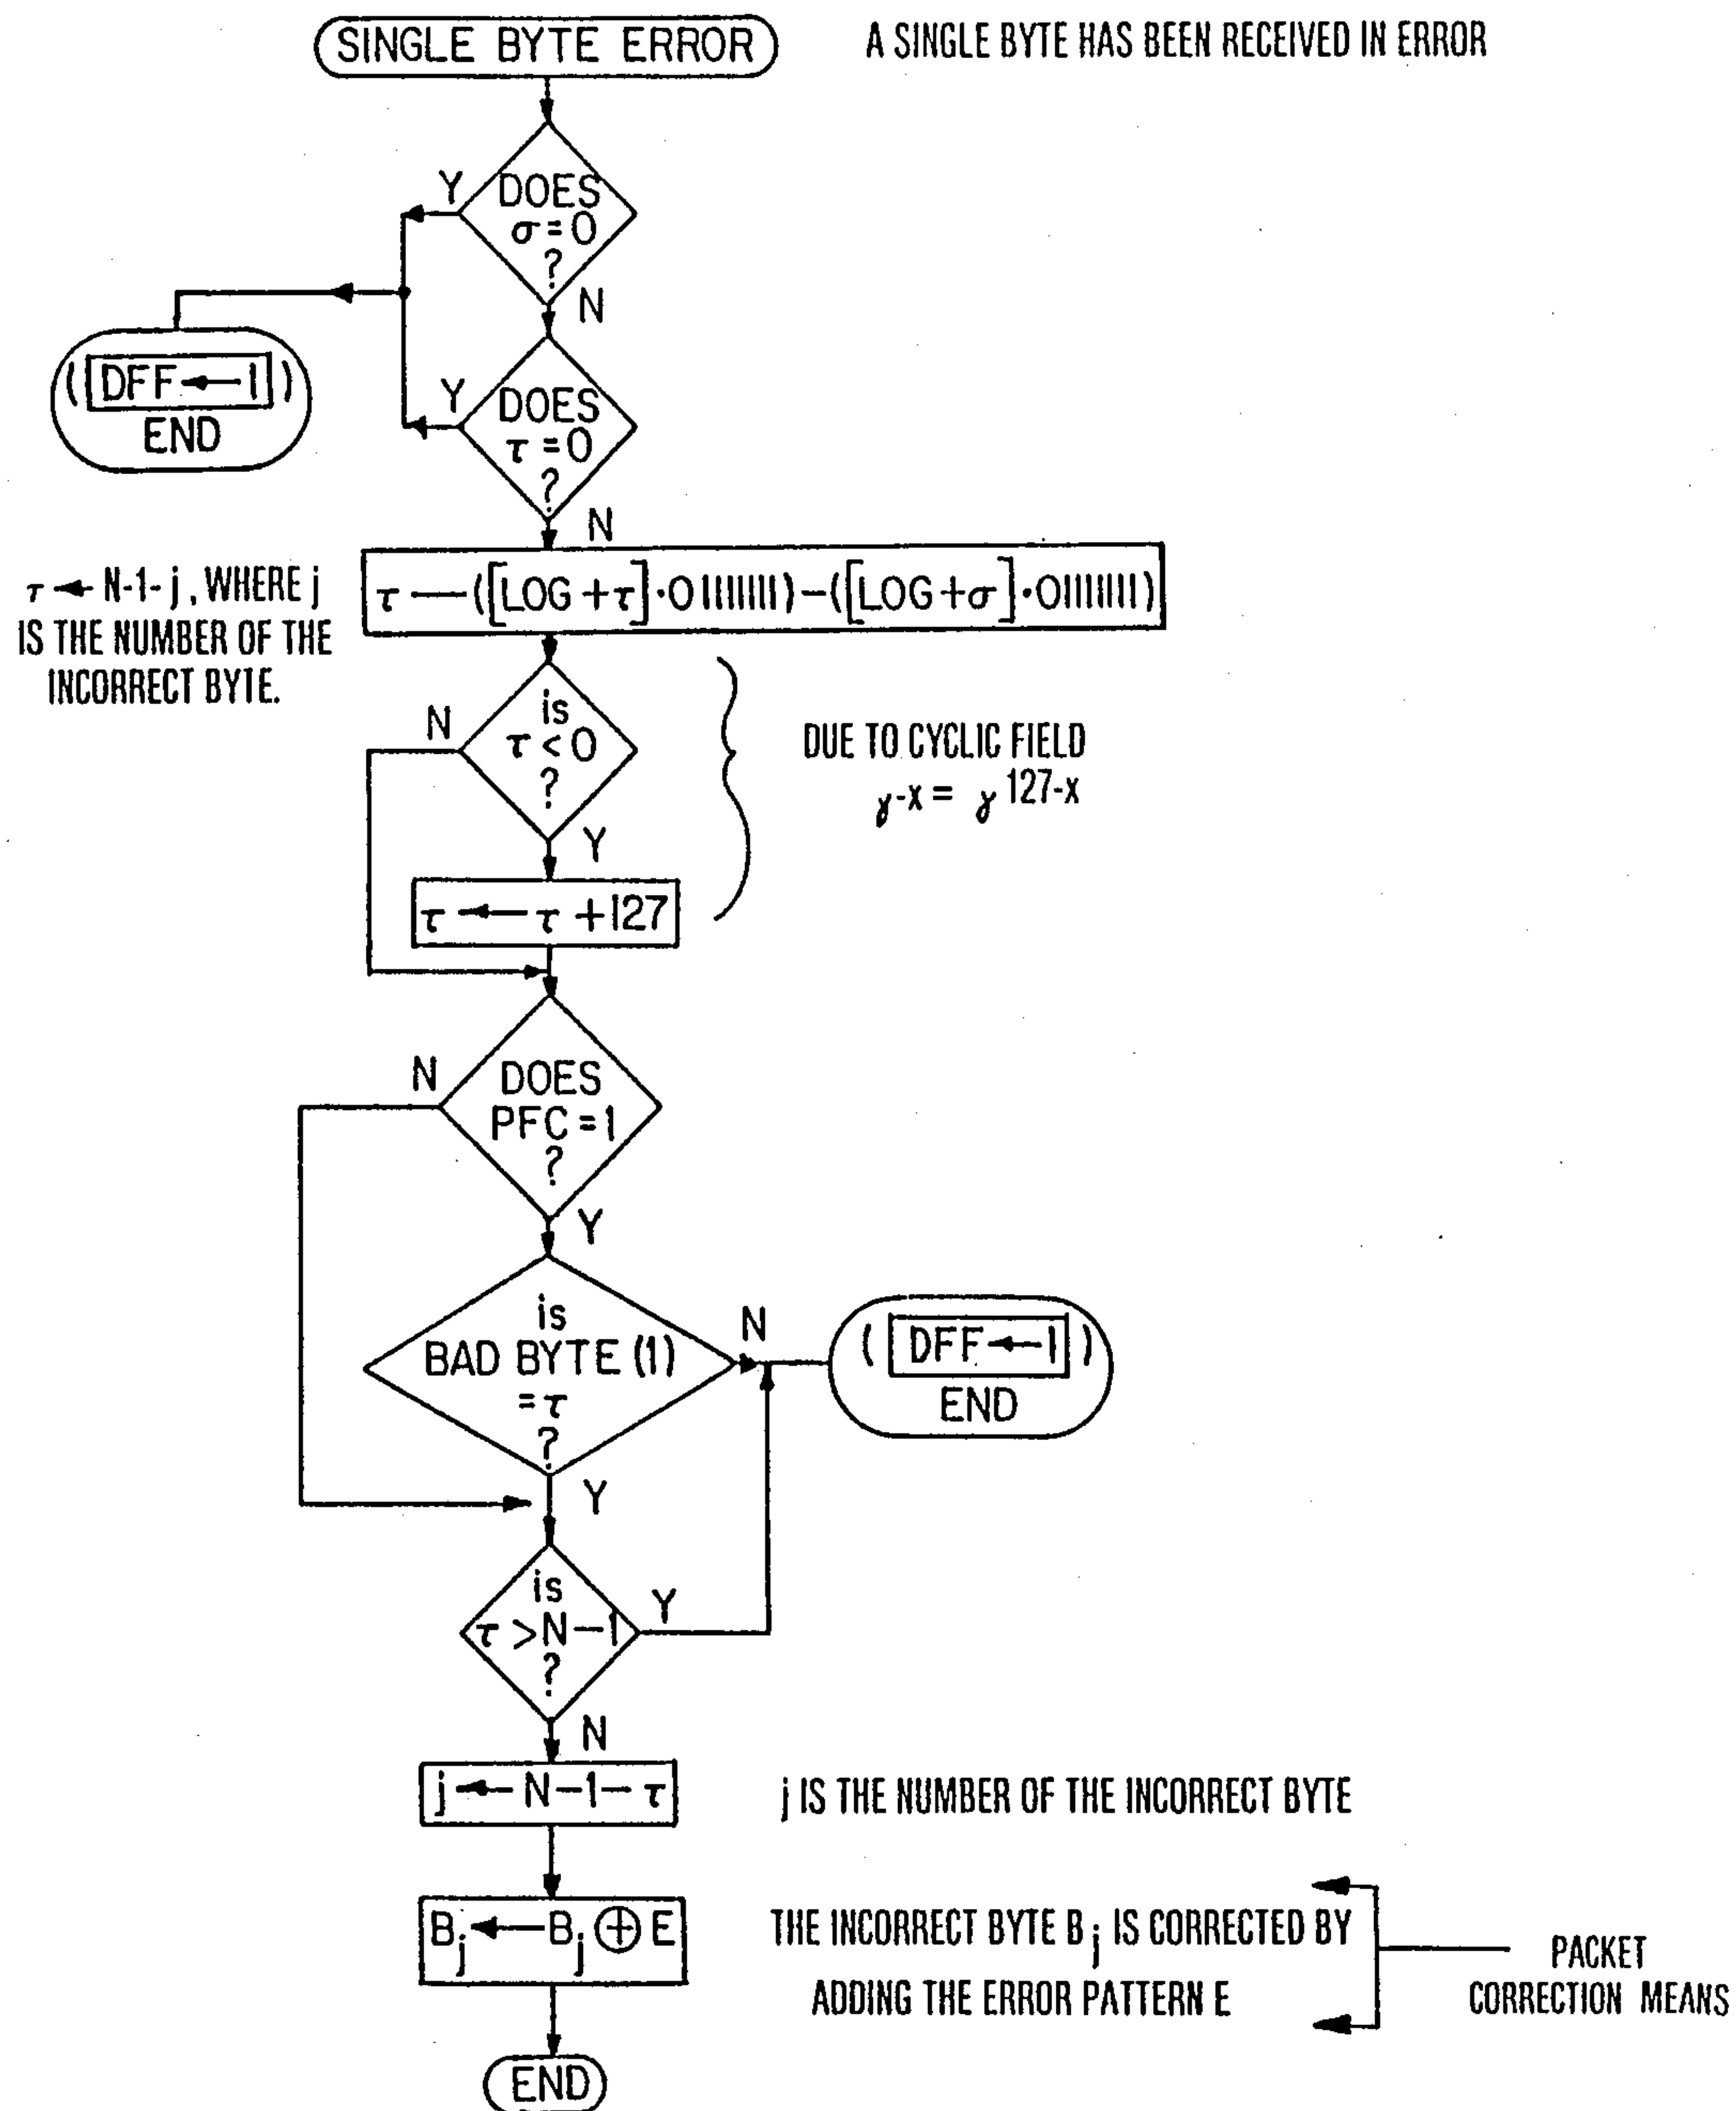 SINGLE BYTE ERROR
A SINGLE BYTE HAS BEEN RECEIVED IN ERROR
DOES
σ=0
?
Y
N
(DFF←1)
END
DOES
τ=0
?
Y
N
τ ← N-1-j, WHERE j
IS THE NUMBER OF THE
INCORRECT BYTE.
τ — ([LOG+τ]·01111111)−([LOG+σ]·01111111)
is
τ<0
?
N
Y
DUE TO CYCLIC FIELD
γ-x = γ 127-x
τ ← τ +127
DOES
PFC=1
?
N
Y
is
BAD BYTE (1)
=τ
?
N
Y
( DFF←1 )
END
is
τ >N−1
?
Y
N
j ← N−1− τ
j IS THE NUMBER OF THE INCORRECT BYTE
Bj ← Bj ⊕ E
THE INCORRECT BYTE Bj IS CORRECTED BY
ADDING THE ERROR PATTERN E
PACKET
CORRECTION MEANS
END